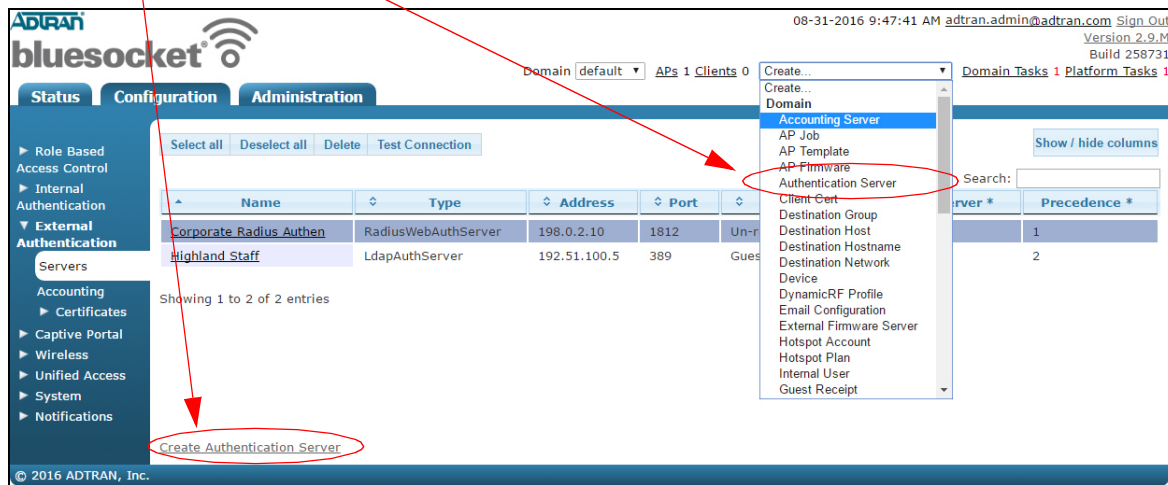 ADTRAN
bluesocket
08-31-2016 9:47:41 AM adtran.admin@adtran.com Sign Out
Version 2.9.M
Build 258731
Domain default APs 1 Clients 0 Create... Domain Tasks 1 Platform Tasks 1
Status Configuration Administration
Role Based Access Control
Internal Authentication
External Authentication
Servers
Accounting
Certificates
Captive Portal
Wireless
Unified Access
System
Notifications
Select all Deselect all Delete Test Connection
Show / hide columns
Search:
Name Type Address Port erver * Precedence *
Corporate Radius Authen RadiusWebAuthServer 198.0.2.10 1812 Un-r 1
Highland Staff LdapAuthServer 192.51.100.5 389 Gues 2
Showing 1 to 2 of 2 entries
Create...
Domain
Accounting Server
AP Job
AP Template
AP Firmware
Authentication Server
Client Cert
Destination Group
Destination Host
Destination Hostname
Destination Network
Device
DynamicRF Profile
Email Configuration
External Firmware Server
Hotspot Account
Hotspot Plan
Internal User
Guest Receipt
Create Authentication Server
© 2016 ADTRAN, Inc.